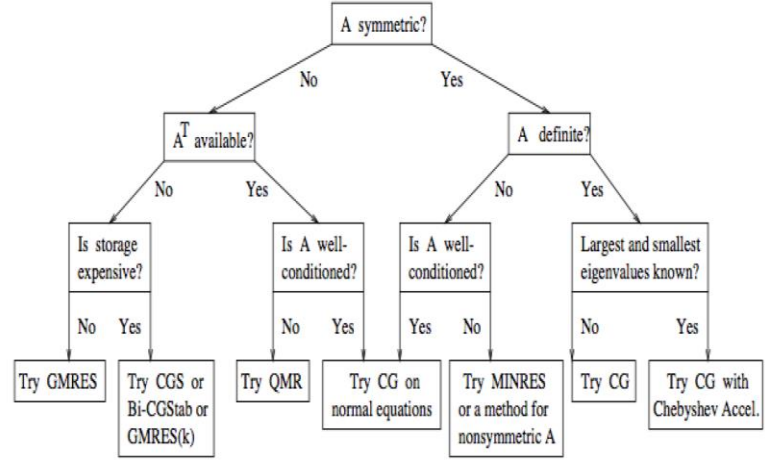 A symmetric?
No
Yes
Aᵀ available?
A definite?
No
Yes
No
Yes
Is storage
expensive?
Is A well-
conditioned?
Is A well-
conditioned?
Largest and smallest
eigenvalues known?
No
Yes
No
Yes
Yes
No
No
Yes
Try GMRES
Try CGS or
Bi-CGStab or
GMRES(k)
Try QMR
Try CG on
normal equations
Try MINRES
or a method for
nonsymmetric A
Try CG
Try CG with
Chebyshev Accel.